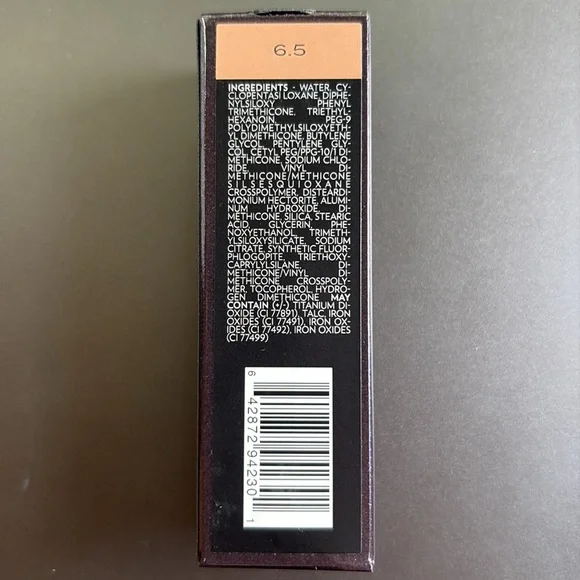 6.5
INGREDIENTS - WATER, CY-
CLOPENTASI LOXANE, DIPHE-
NYLSILOXY PHENYL
TRIMETHICONE, TRIETHYL-
HEXANOIN, PEG-9
POLYDIMETHYLSILOXYETH-
YL DIMETHICONE, BUTYLENE
GLYCOL, PENTYLENE GLY-
COL, CETYL PEG/PPG-10/1 DI-
METHICONE, SODIUM CHLO-
RIDE, VINYL DI-
METHICONE/METHICONE
SILSESQUIOXANE
CROSSPOLYMER, DISTEARDI-
MONIUM HECTORITE, ALUMI-
NUM HYDROXIDE, DI-
METHICONE, SILICA, STEARIC
ACID, GLYCERIN, PHE-
NOXYETHANOL, TRIMETH-
YLSILOXYSILICATE, SODIUM
CITRATE, SYNTHETIC FLUOR-
PHLOGOPITE, TRIETHOXY-
CAPRYLYLSILANE, DI-
METHICONE/VINYL DI-
METHICONE CROSSPOLY-
MER, TOCOPHEROL, HYDRO-
GEN DIMETHICONE MAY
CONTAIN (+/-) TITANIUM DI-
OXIDE (CI 77891), TALC, IRON
OXIDES (CI 77491), IRON OX-
IDES (CI 77492), IRON OXIDES
(CI 77499)
6 42872 94230 1